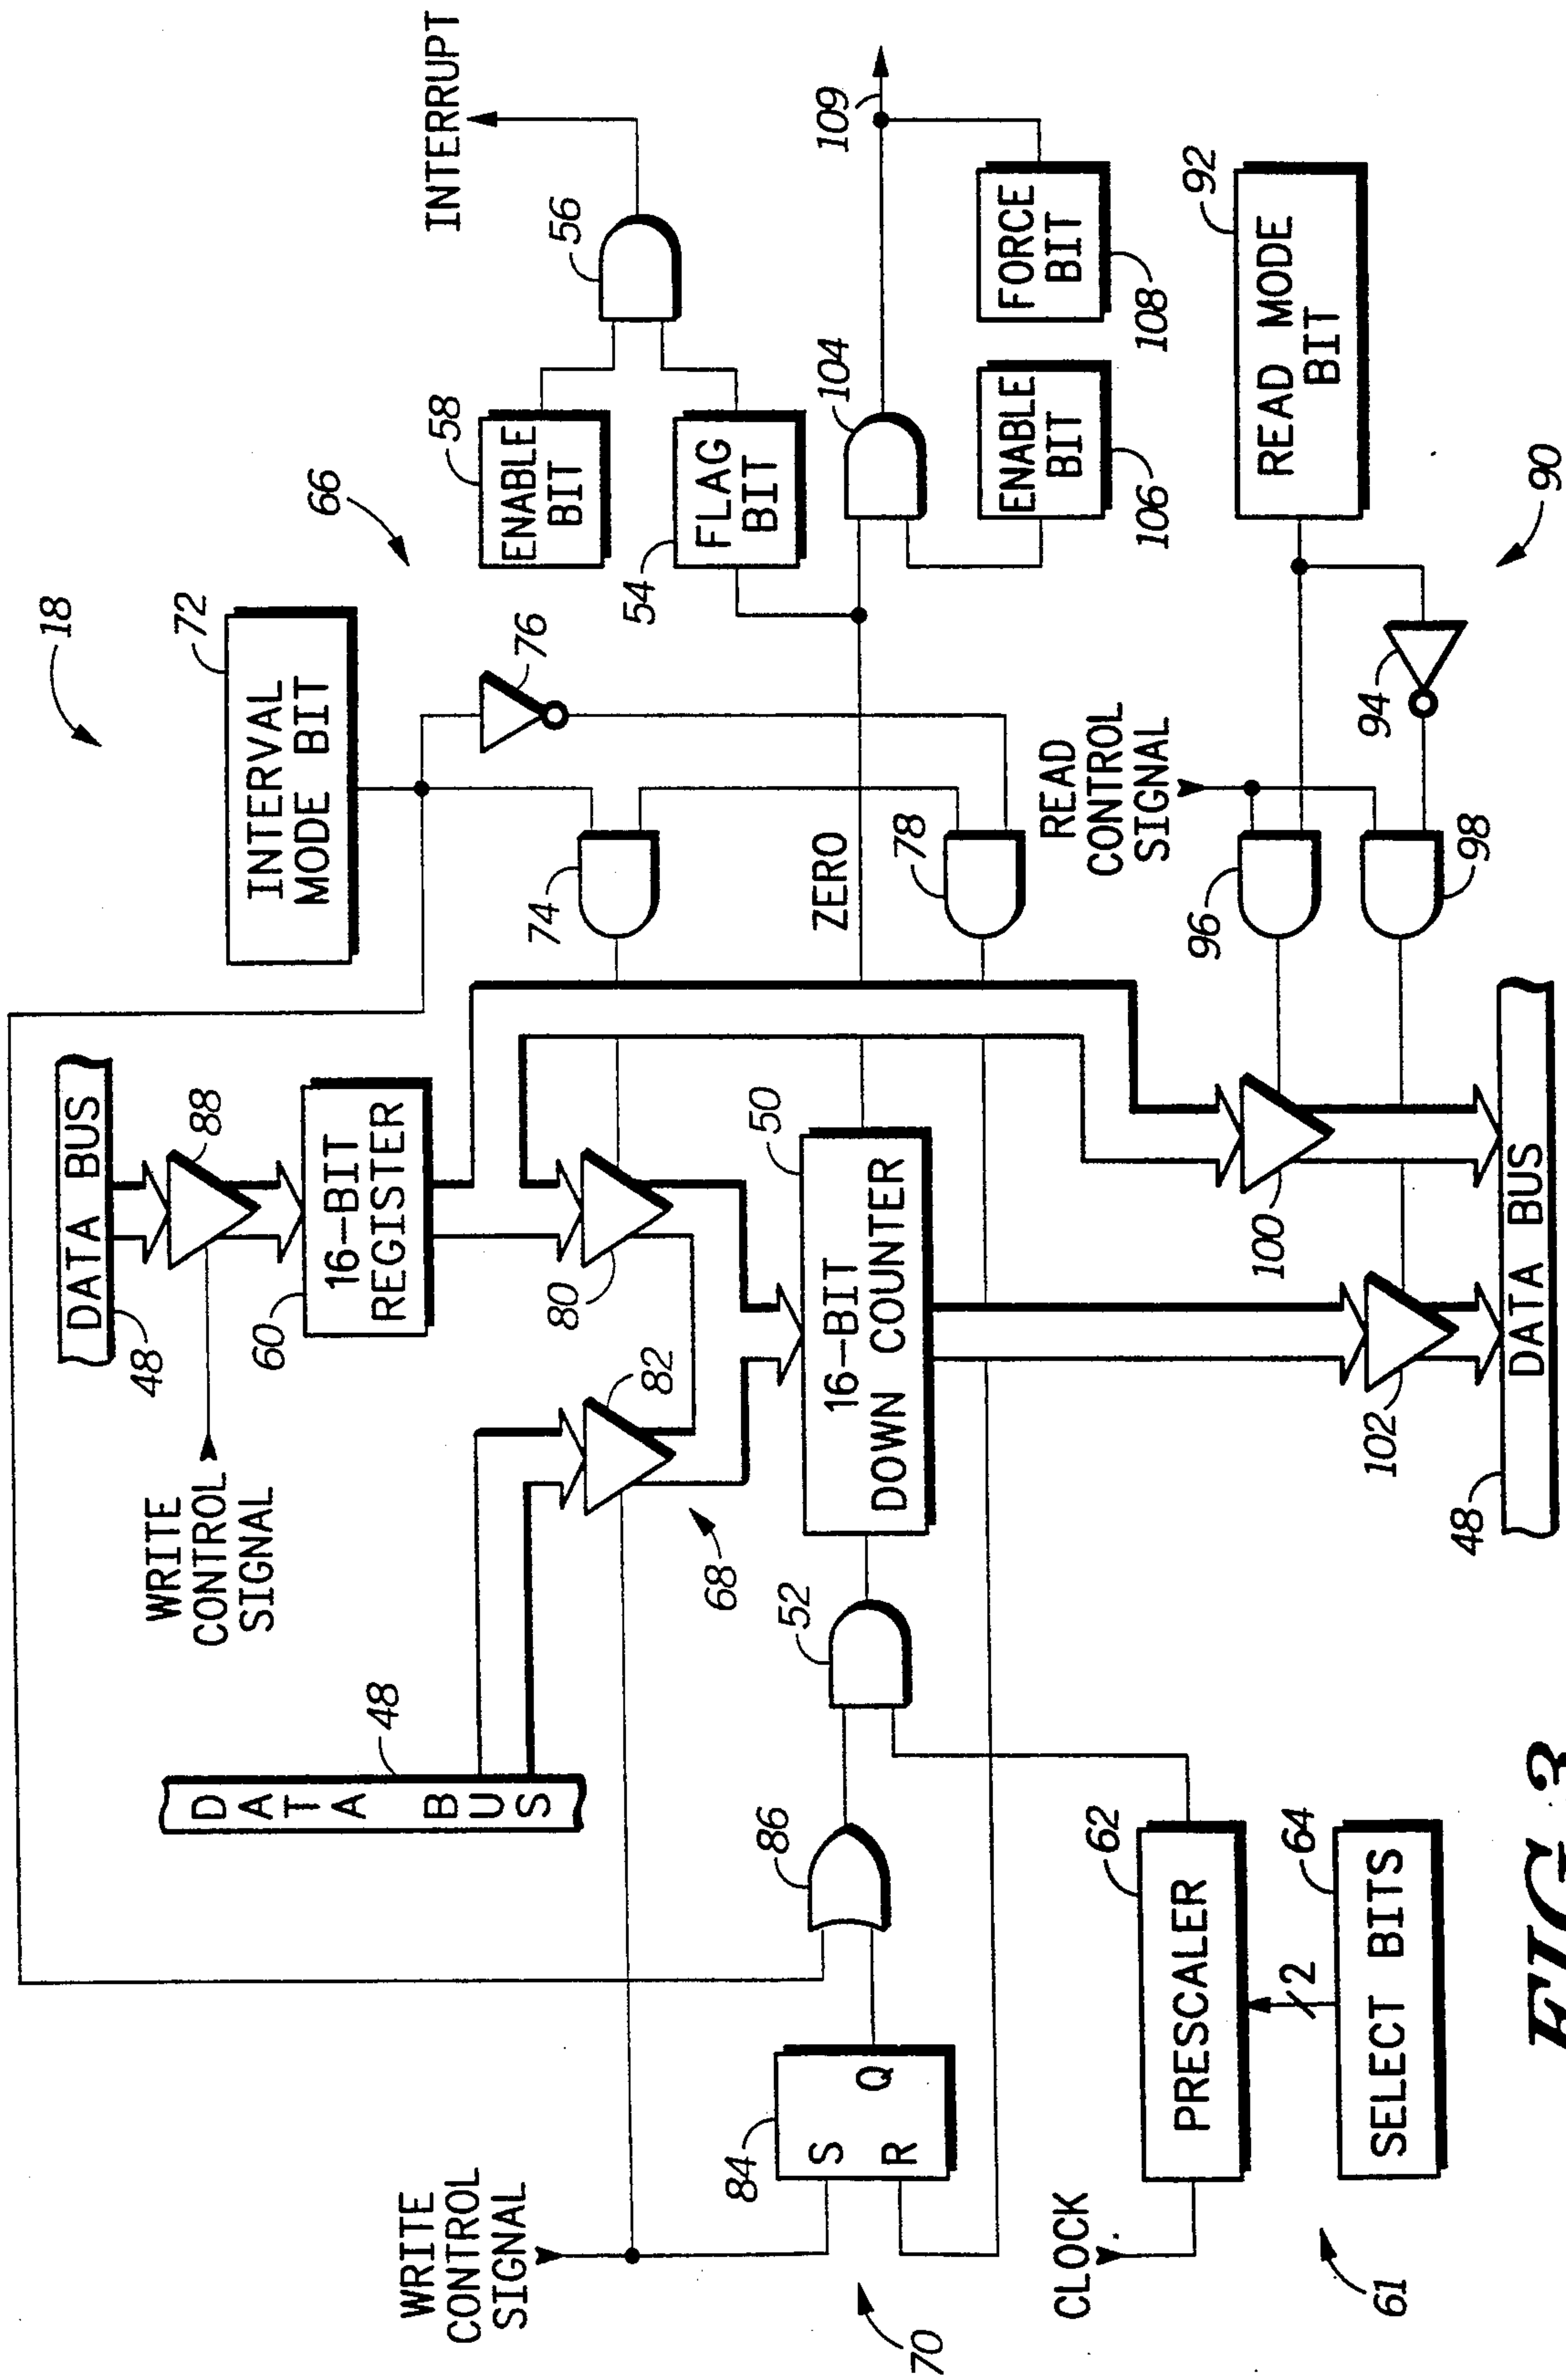 18
66
INTERRUPT
DATA BUS
48
88
WRITE
CONTROL
SIGNAL
60
16-BIT
REGISTER
INTERVAL
MODE BIT
72
76
74
58
ENABLE
BIT
56
FLAG
BIT
54
DATA BUS
48
82
80
68
WRITE
CONTROL
SIGNAL
70
84
S
Q
R
86
52
50
16-BIT
DOWN COUNTER
ZERO
78
104
109
ENABLE
BIT
106
FORCE
BIT
108
CLOCK
61
62
PRESCALER
2
64
SELECT BITS
READ
CONTROL
SIGNAL
92
READ MODE
BIT
94
96
98
90
100
102
48
DATA BUS
FIG. 3